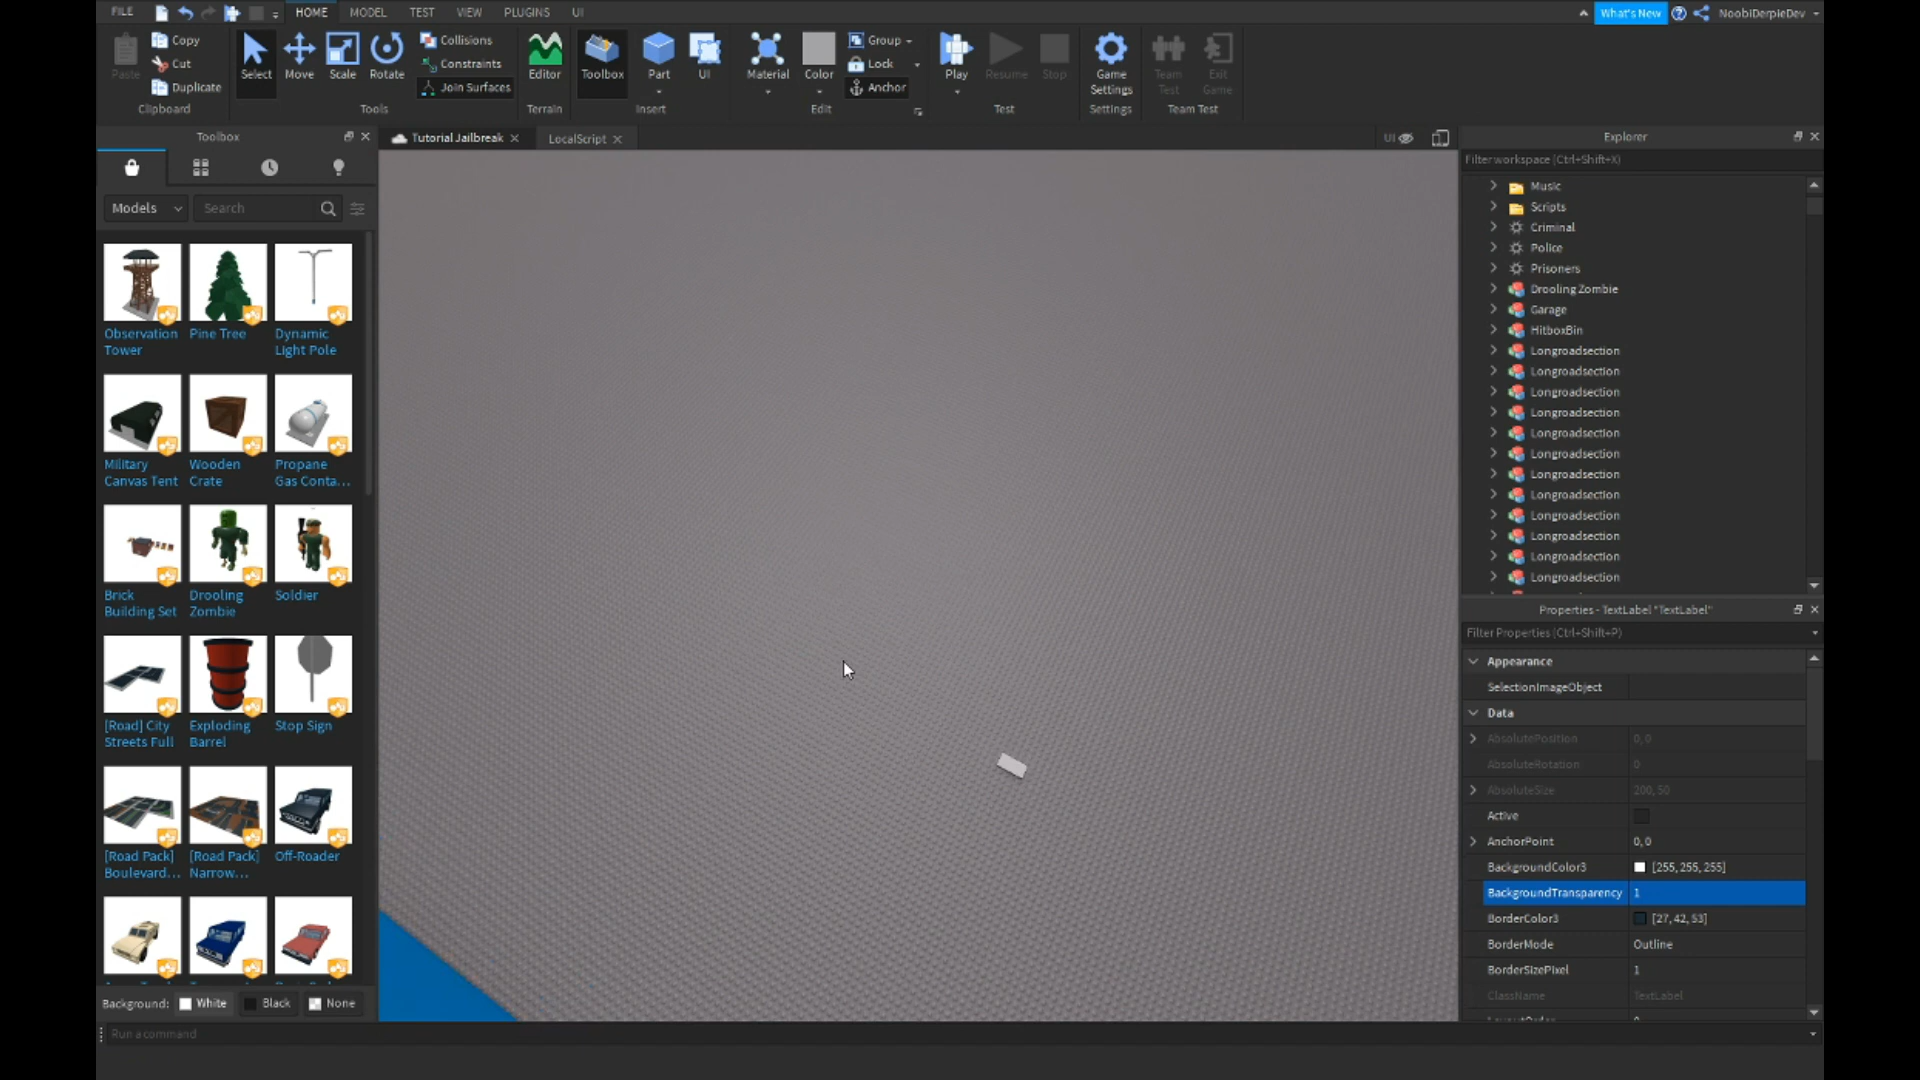 FILE HOME MODEL TEST VIEW PLUGINS UI What's New NoobiDerpieDev
Paste Copy Cut Duplicate Clipboard
Select Move Scale Rotate Tools
Collisions
Constraints
Join Surfaces
Editor Terrain
Toolbox Part UI Insert
Material Color Group Lock Anchor Edit
Play Resume Stop Test
Game Settings Settings
Team Test Exit Game Team Test
Toolbox
Models Search
Observation Tower
Pine Tree
Dynamic Light Pole
Military Canvas Tent
Wooden Crate
Propane Gas Conta...
Brick Building Set
Drooling Zombie
Soldier
[Road] City Streets Full
Exploding Barrel
Stop Sign
[Road Pack] Boulevard...
[Road Pack] Narrow...
Off-Roader
Background: White Black None
Run a command
Tutorial Jailbreak LocalScript UI
Explorer
Filter workspace (Ctrl+Shift+X)
Music
Scripts
Criminal
Police
Prisoners
Drooling Zombie
Garage
HitboxBin
Longroadsection
Longroadsection
Longroadsection
Longroadsection
Longroadsection
Longroadsection
Longroadsection
Longroadsection
Longroadsection
Longroadsection
Longroadsection
Longroadsection
Properties - TextLabel "TextLabel"
Filter Properties (Ctrl+Shift+P)
Appearance
SelectionImageObject
Data
AbsolutePosition 0, 0
AbsoluteRotation 0
AbsoluteSize 200, 50
Active
AnchorPoint 0, 0
BackgroundColor3 [255, 255, 255]
BackgroundTransparency 1
BorderColor3 [27, 42, 53]
BorderMode Outline
BorderSizePixel 1
ClassName TextLabel